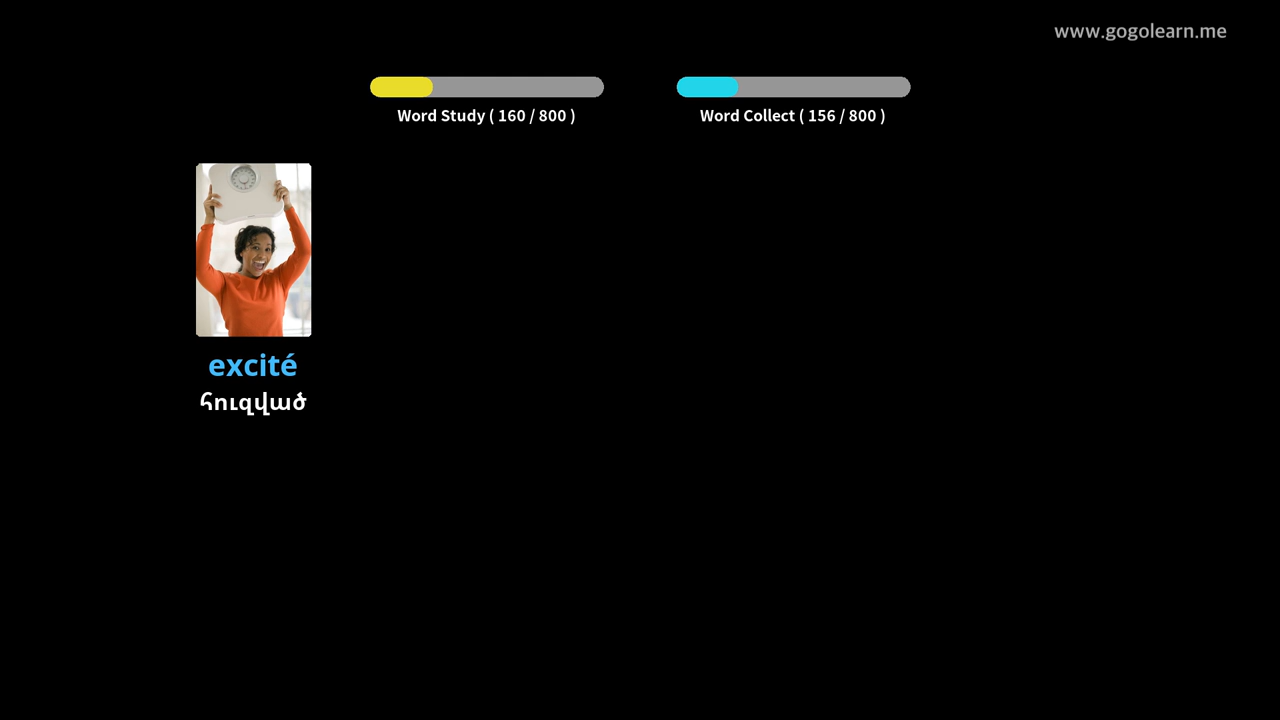 www.gogolearn.me
Word Study ( 160 / 800 )
Word Collect ( 156 / 800 )
excité
հուզված